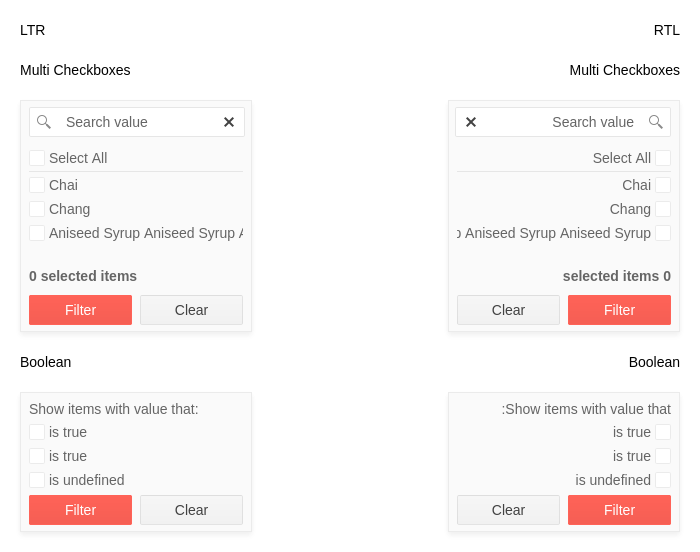 LTR
Multi Checkboxes
Search value
Select All
Chai
Chang
Aniseed Syrup Aniseed Syrup
0 selected items
Filter Clear
Boolean
Show items with value that:
is true
is true
is undefined
Filter Clear
RTL
Multi Checkboxes
Search value
Select All
Chai
Chang
Aniseed Syrup Aniseed Syrup
selected items 0
Clear Filter
Boolean
:Show items with value that
is true
is true
is undefined
Clear Filter